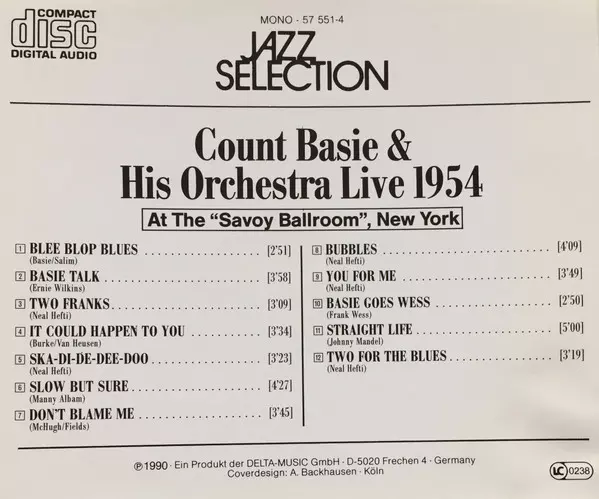 COMPACT
disc
DIGITAL AUDIO
MONO - 57 551-4
JAZZ
SELECTION
Count Basie &
His Orchestra Live 1954
At The “Savoy Ballroom”, New York
1 BLEE BLOP BLUES [2'51]
(Basie/Salim)
2 BASIE TALK [3'58]
(Ernie Wilkins)
3 TWO FRANKS [3'09]
(Neal Hefti)
4 IT COULD HAPPEN TO YOU [3'34]
(Burke/Van Heusen)
5 SKA-DI-DE-DEE-DOO [3'23]
(Neal Hefti)
6 SLOW BUT SURE [4'27]
(Manny Albam)
7 DON'T BLAME ME [3'45]
(McHugh/Fields)
8 BUBBLES [4'09]
(Neal Hefti)
9 YOU FOR ME [3'49]
(Neal Hefti)
10 BASIE GOES WESS [2'50]
(Frank Wess)
11 STRAIGHT LIFE [5'00]
(Johnny Mandel)
12 TWO FOR THE BLUES [3'19]
(Neal Hefti)
℗1990 · Ein Produkt der DELTA-MUSIC GmbH · D-5020 Frechen 4 · Germany
Coverdesign: A. Backhausen · Köln
LC 0238